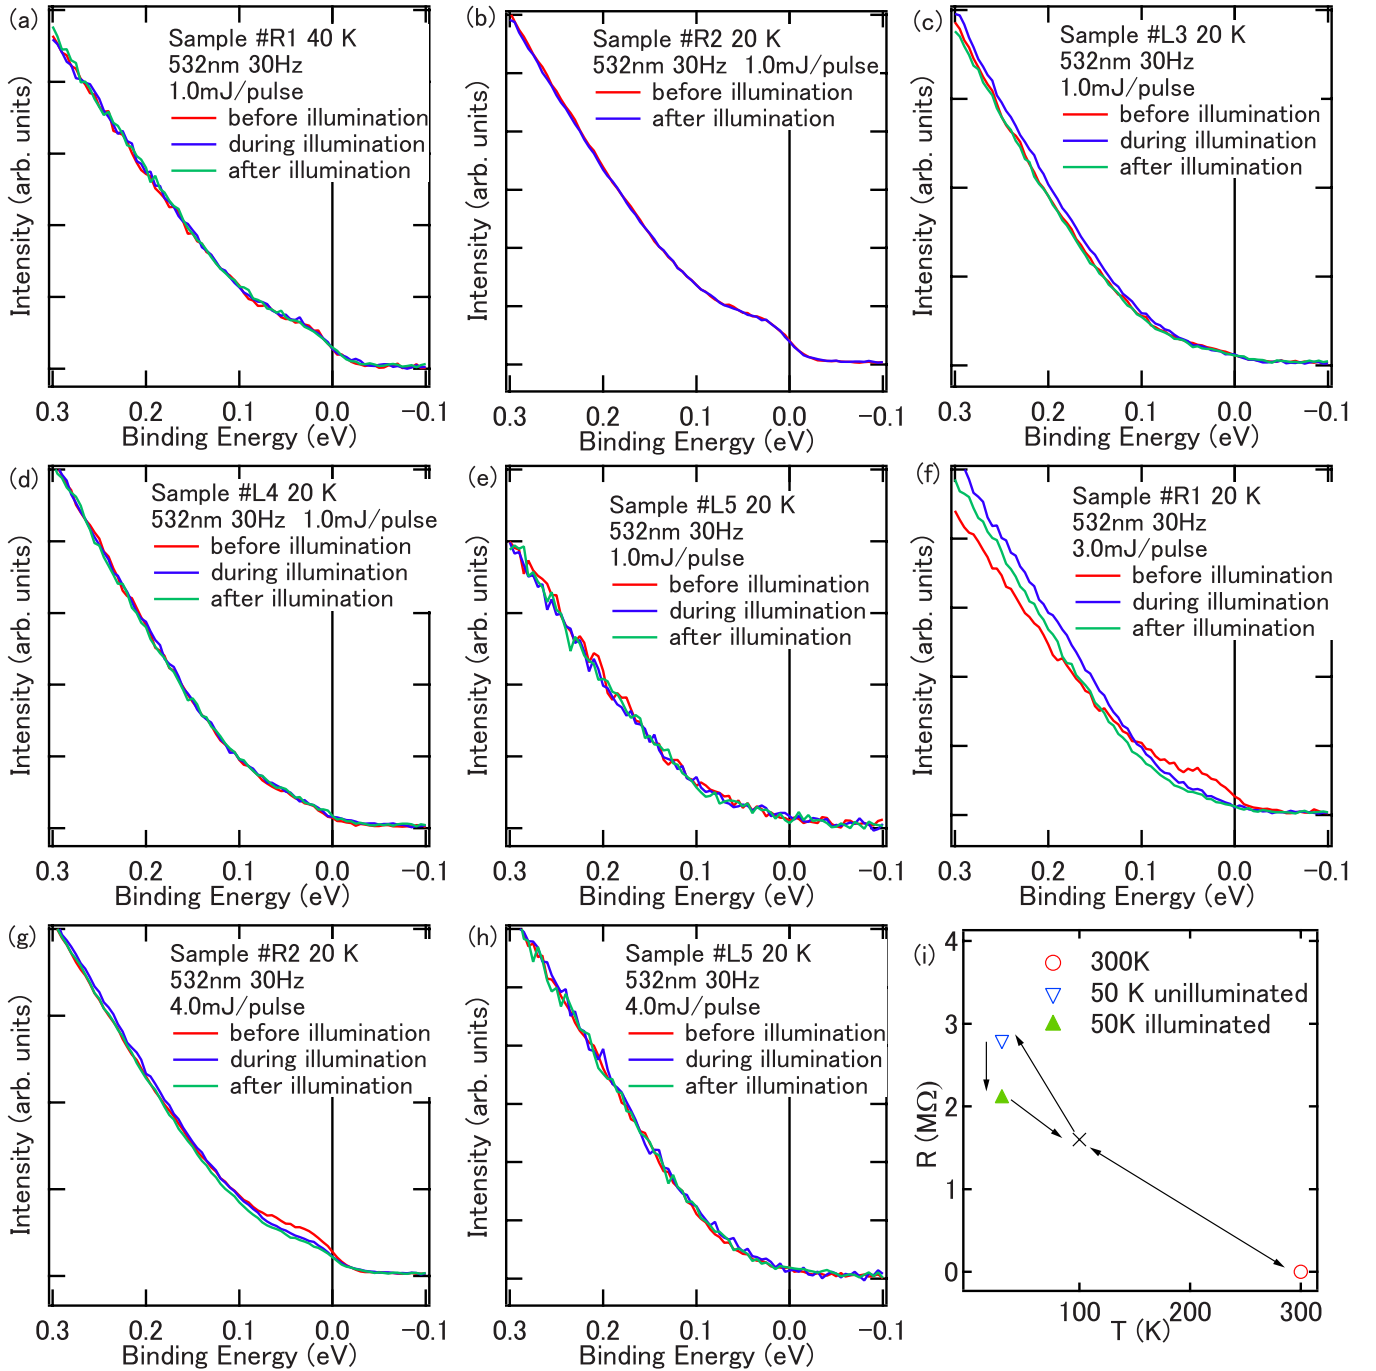 (a)
Sample #R1 40 K
532nm 30Hz
1.0mJ/pulse
before illumination
during illumination
after illumination
Intensity (arb. units)
0.3 0.2 0.1 0.0 −0.1
Binding Energy (eV)
(b)
Sample #R2 20 K
532nm 30Hz 1.0mJ/pulse
before illumination
after illumination
Intensity (arb. units)
0.3 0.2 0.1 0.0 −0.1
Binding Energy (eV)
(c)
Sample #L3 20 K
532nm 30Hz
1.0mJ/pulse
before illumination
during illumination
after illumination
Intensity (arb. units)
0.3 0.2 0.1 0.0 −0.1
Binding Energy (eV)
(d)
Sample #L4 20 K
532nm 30Hz 1.0mJ/pulse
before illumination
during illumination
after illumination
Intensity (arb. units)
0.3 0.2 0.1 0.0 −0.1
Binding Energy (eV)
(e)
Sample #L5 20 K
532nm 30Hz
1.0mJ/pulse
before illumination
during illumination
after illumination
Intensity (arb. units)
0.3 0.2 0.1 0.0 −0.1
Binding Energy (eV)
(f)
Sample #R1 20 K
532nm 30Hz
3.0mJ/pulse
before illumination
during illumination
after illumination
Intensity (arb. units)
0.3 0.2 0.1 0.0 −0.1
Binding Energy (eV)
(g)
Sample #R2 20 K
532nm 30Hz
4.0mJ/pulse
before illumination
during illumination
after illumination
Intensity (arb. units)
0.3 0.2 0.1 0.0 −0.1
Binding Energy (eV)
(h)
Sample #L5 20 K
532nm 30Hz
4.0mJ/pulse
before illumination
during illumination
after illumination
Intensity (arb. units)
0.3 0.2 0.1 0.0 −0.1
Binding Energy (eV)
(i)
300K
50 K unilluminated
50K illuminated
R (MΩ)
4
3
2
1
0
100 200 300
T (K)